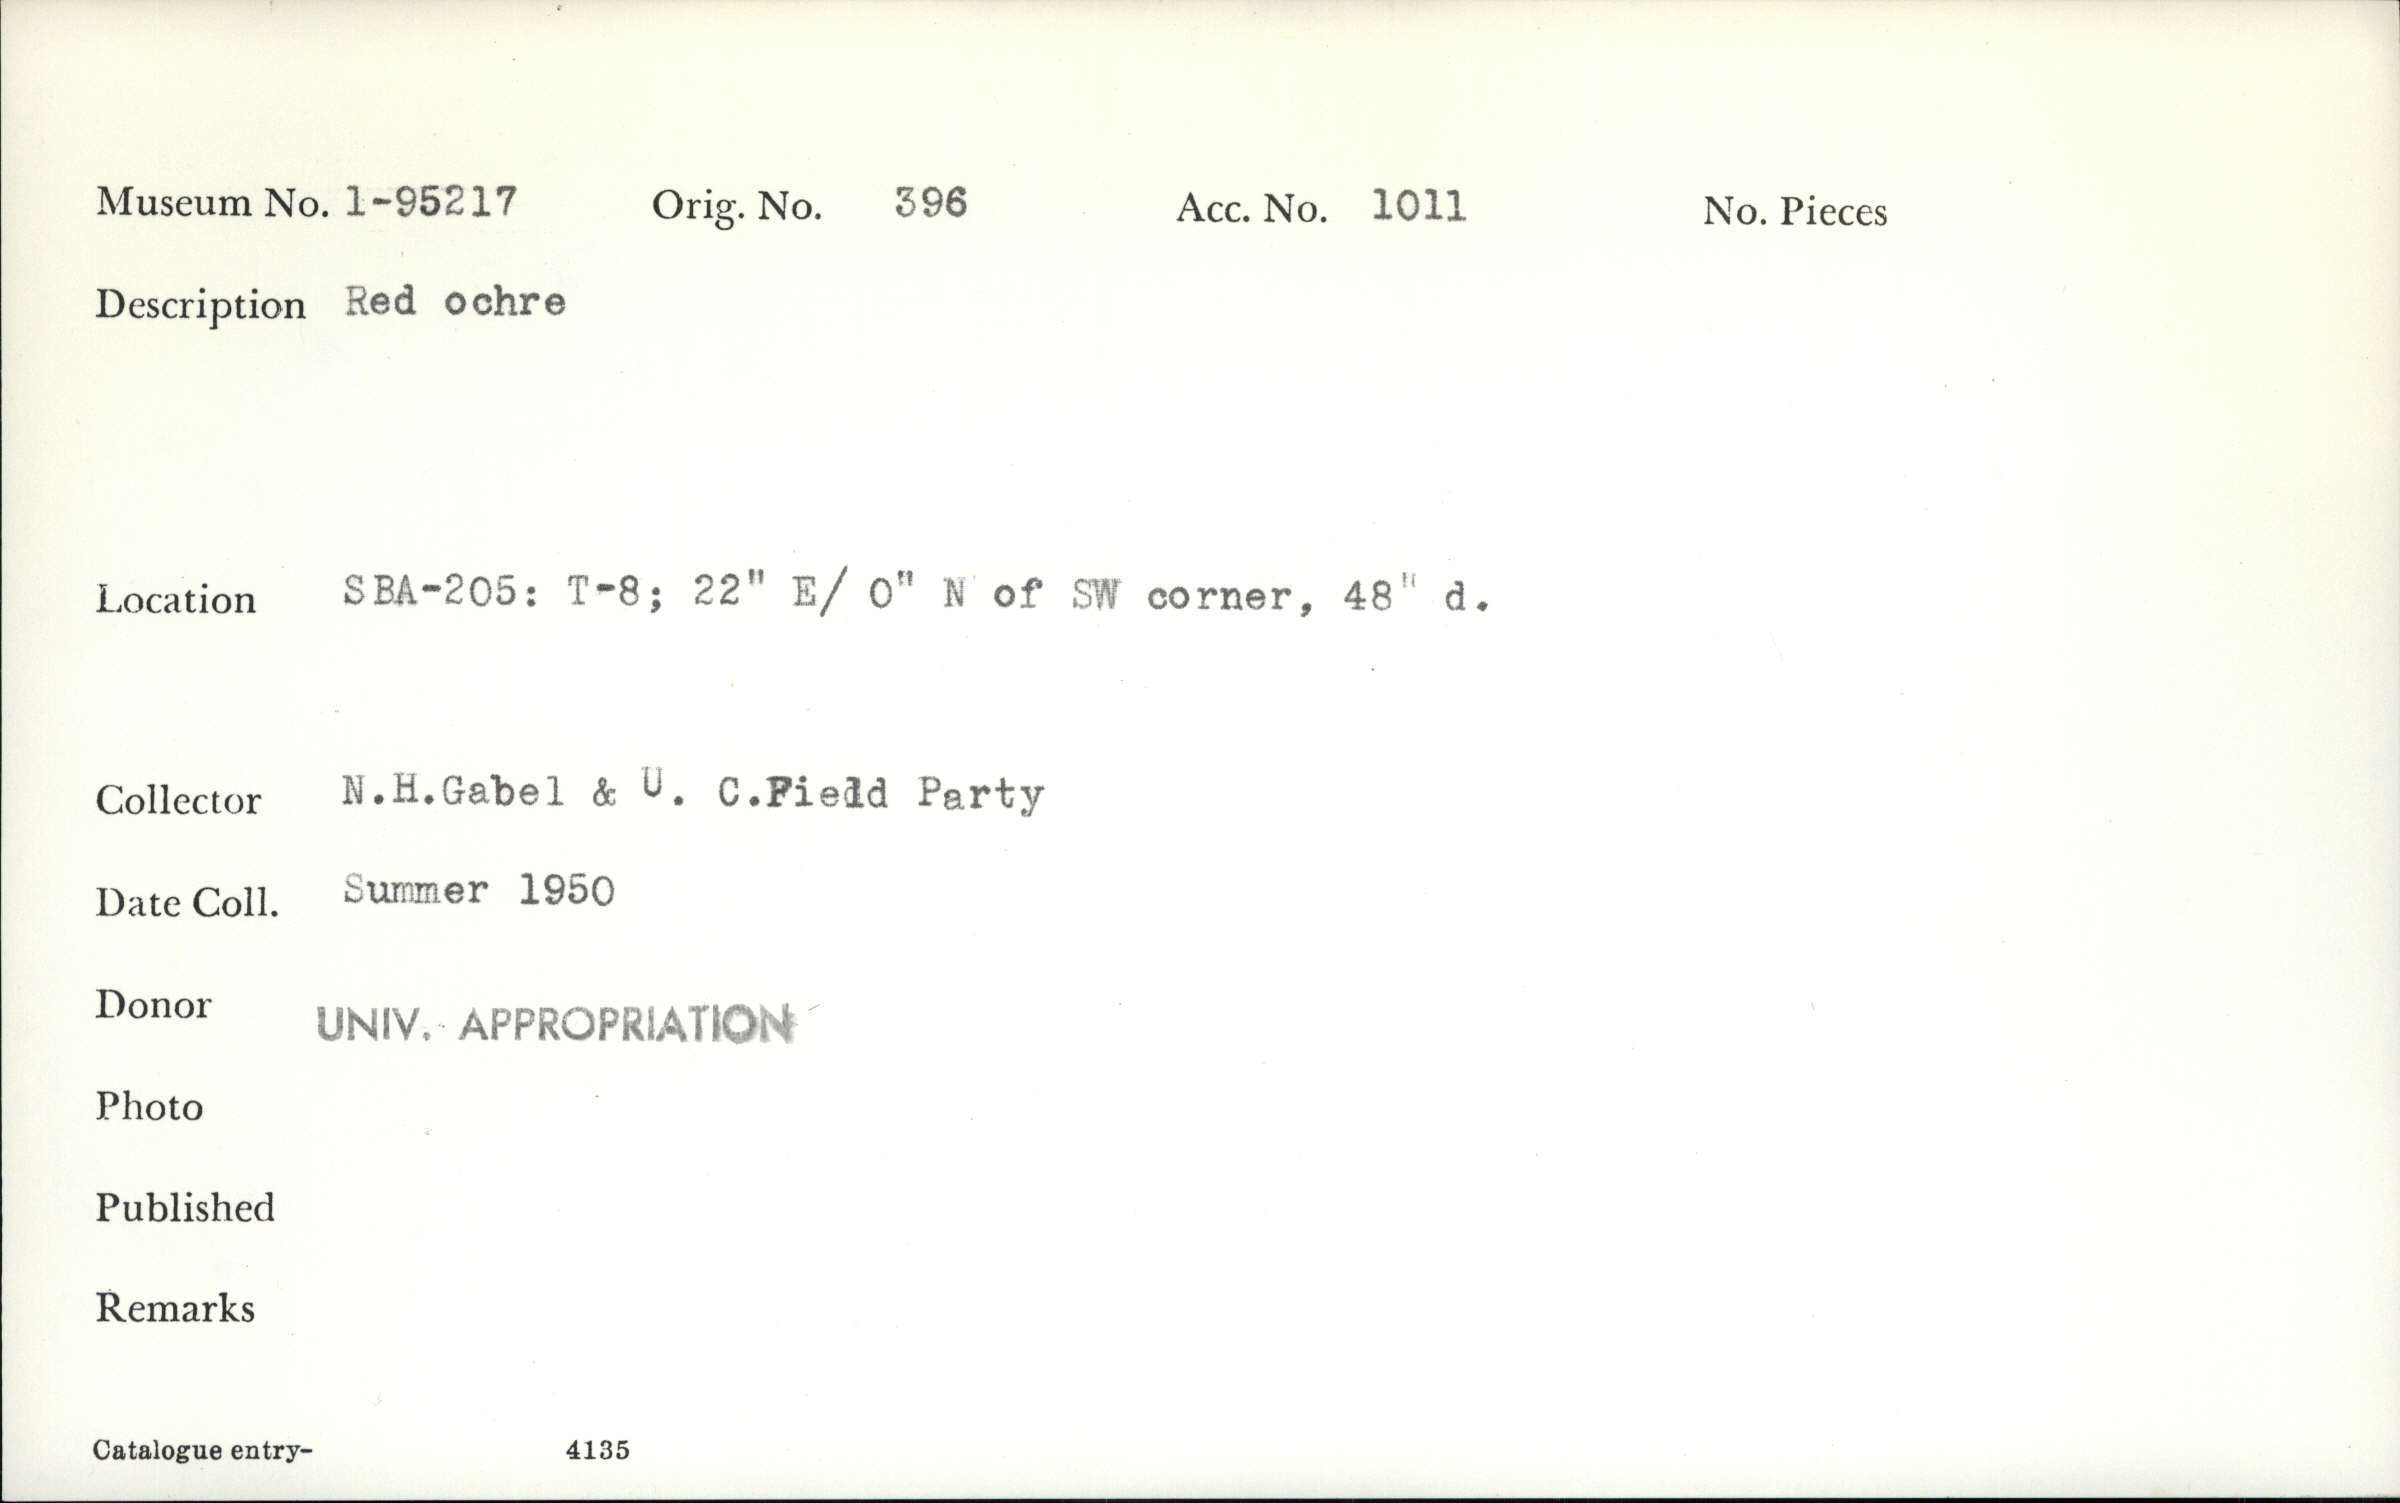 Museum No. 1-95217 Orig. No. 396 Acc. No. 1011 No. Pieces
Description Red ochre
Location SBA-205: T-8; 22" E/ 0" N of SW corner, 48" d.
Collector N.H.Gabel & U. C.Field Party
Date Coll. Summer 1950
Donor UNIV. APPROPRIATION
Photo
Published
Remarks
Catalogue entry- 4135